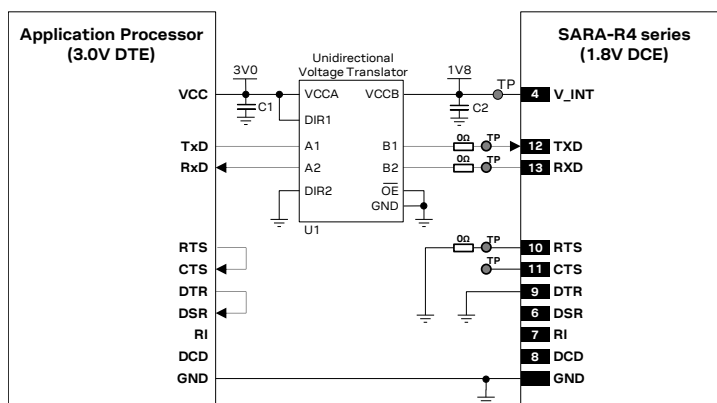 Application Processor
(3.0V DTE)
Unidirectional
Voltage Translator
SARA-R4 series
(1.8V DCE)
3V0
1V8
TP
VCC
C1
VCCA
VCCB
C2
4 V_INT
DIR1
0Ω TP
TxD
A1
B1
12 TXD
0Ω TP
RxD
A2
B2
13 RXD
DIR2
OE
GND
U1
0Ω TP
RTS
10 RTS
TP
CTS
11 CTS
DTR
9 DTR
DSR
6 DSR
RI
7 RI
DCD
8 DCD
GND
GND